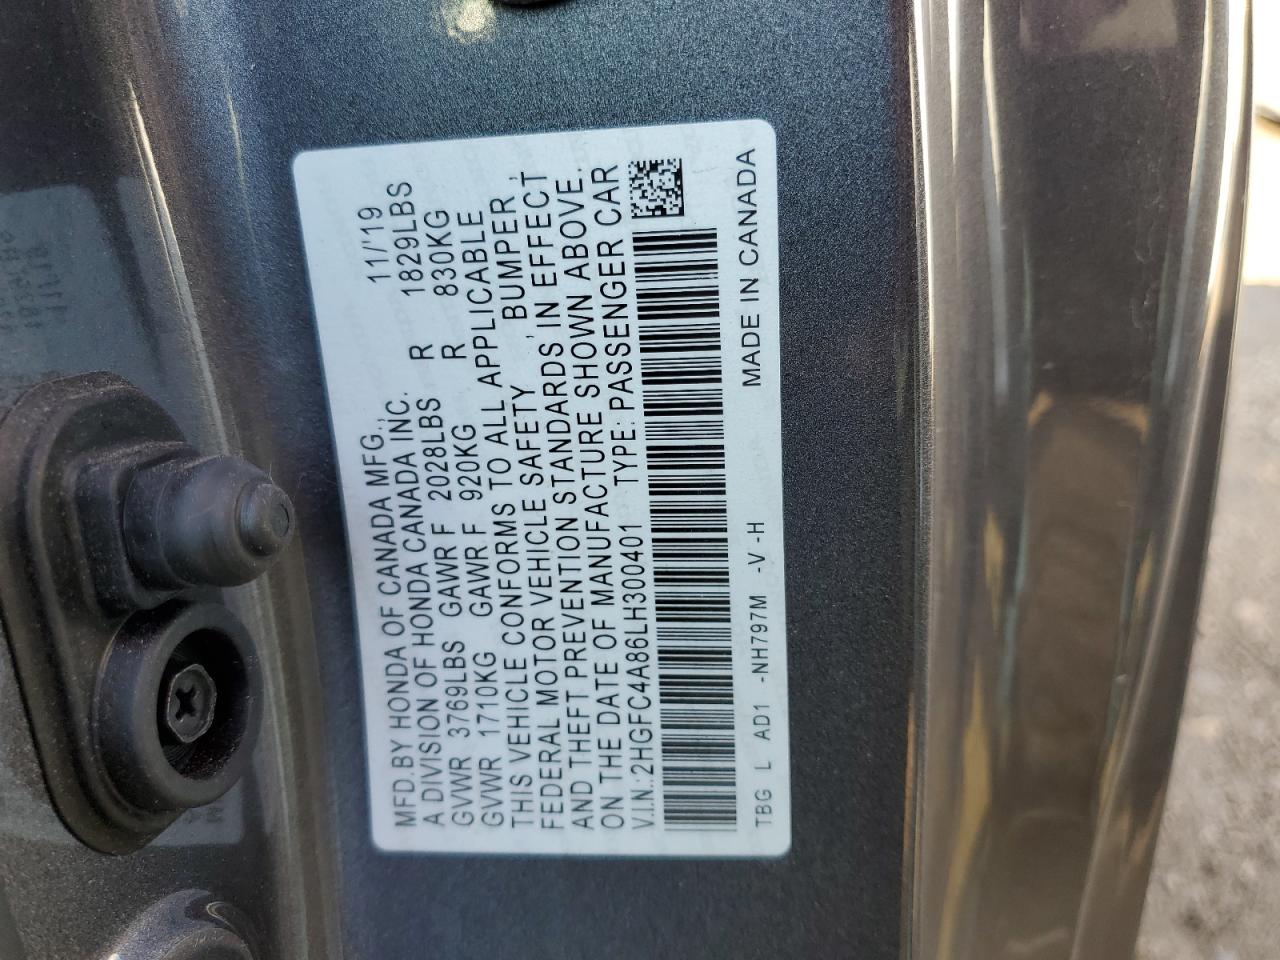 MFD.BY HONDA OF CANADA MFG., 11/19
A DIVISION OF HONDA CANADA INC.
GVWR 3769LBS GAWR F 2028LBS R 1829LBS
GVWR 1710KG GAWR F 920KG R 830KG
THIS VEHICLE CONFORMS TO ALL APPLICABLE
FEDERAL MOTOR VEHICLE SAFETY, BUMPER,
AND THEFT PREVENTION STANDARDS IN EFFECT
ON THE DATE OF MANUFACTURE SHOWN ABOVE.
V.I.N.:2HGFC4A86LH300401 TYPE: PASSENGER CAR
TBG L AD1 -NH797M -V -H MADE IN CANADA